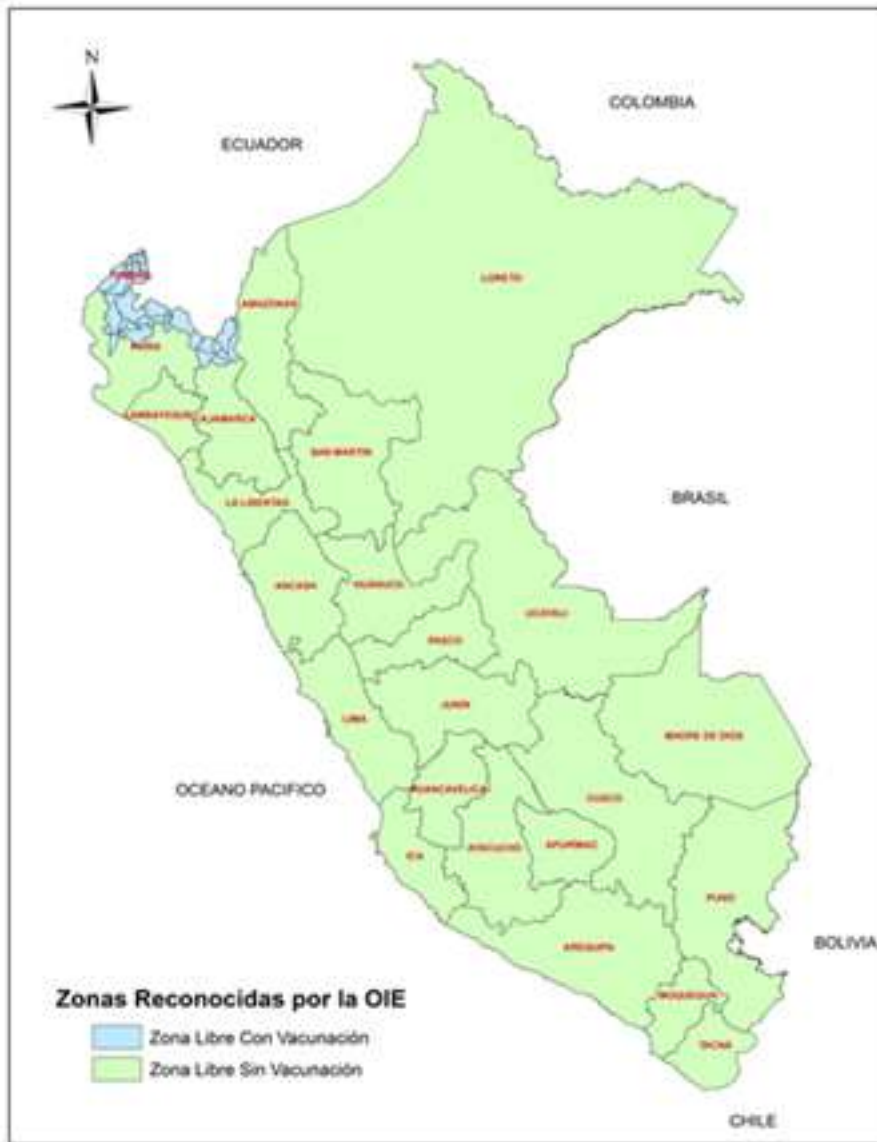 N
COLOMBIA
ECUADOR
TUMBES
LORETO
AMAZONAS
PIURA
LAMBAYEQUE
CAJAMARCA
SAN MARTIN
BRASIL
LA LIBERTAD
ANCASH
HUANUCO
UCAYALI
PASCO
LIMA
JUNIN
MADRE DE DIOS
OCEANO PACIFICO
HUANCAVELICA
CUSCO
ICA
AYACUCHO
APURIMAC
PUNO
AREQUIPA
BOLIVIA
MOQUEGUA
Zonas Reconocidas por la OIE
Zona Libre Con Vacunación
TACNA
Zona Libre Sin Vacunación
CHILE